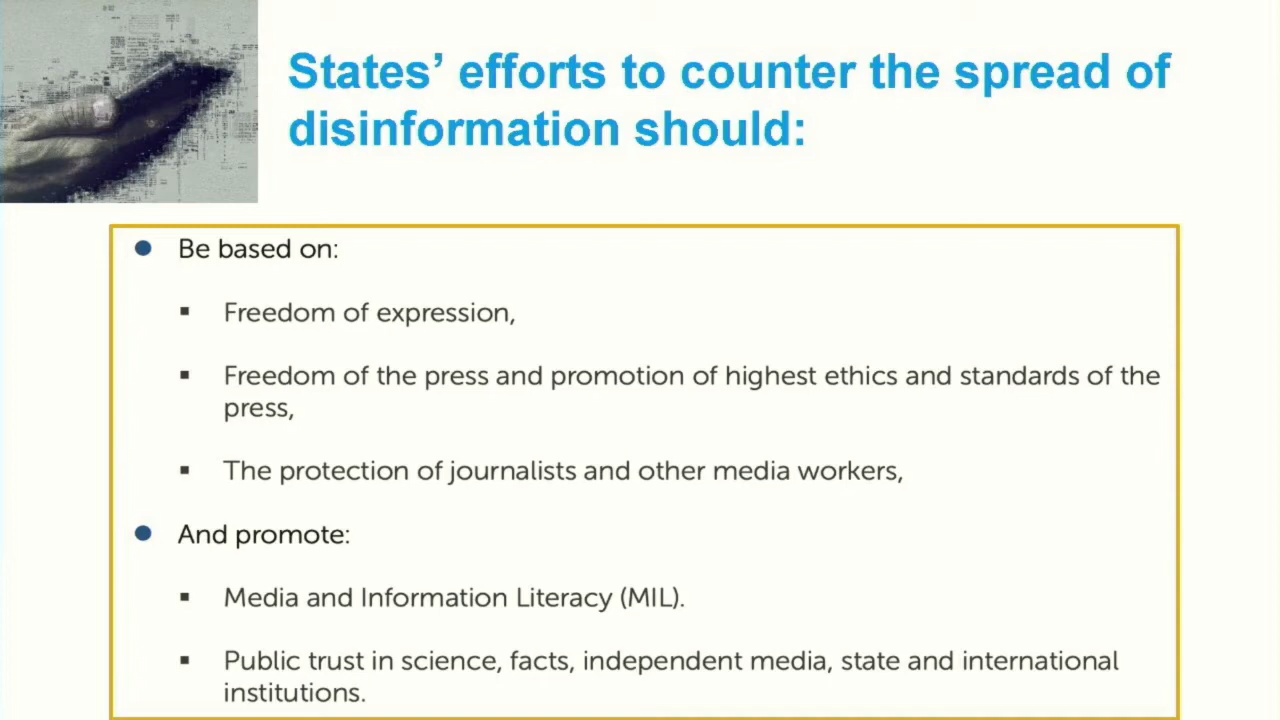 States’ efforts to counter the spread of
disinformation should:
Be based on:
Freedom of expression,
Freedom of the press and promotion of highest ethics and standards of the
press,
The protection of journalists and other media workers,
And promote:
Media and Information Literacy (MIL).
Public trust in science, facts, independent media, state and international
institutions.